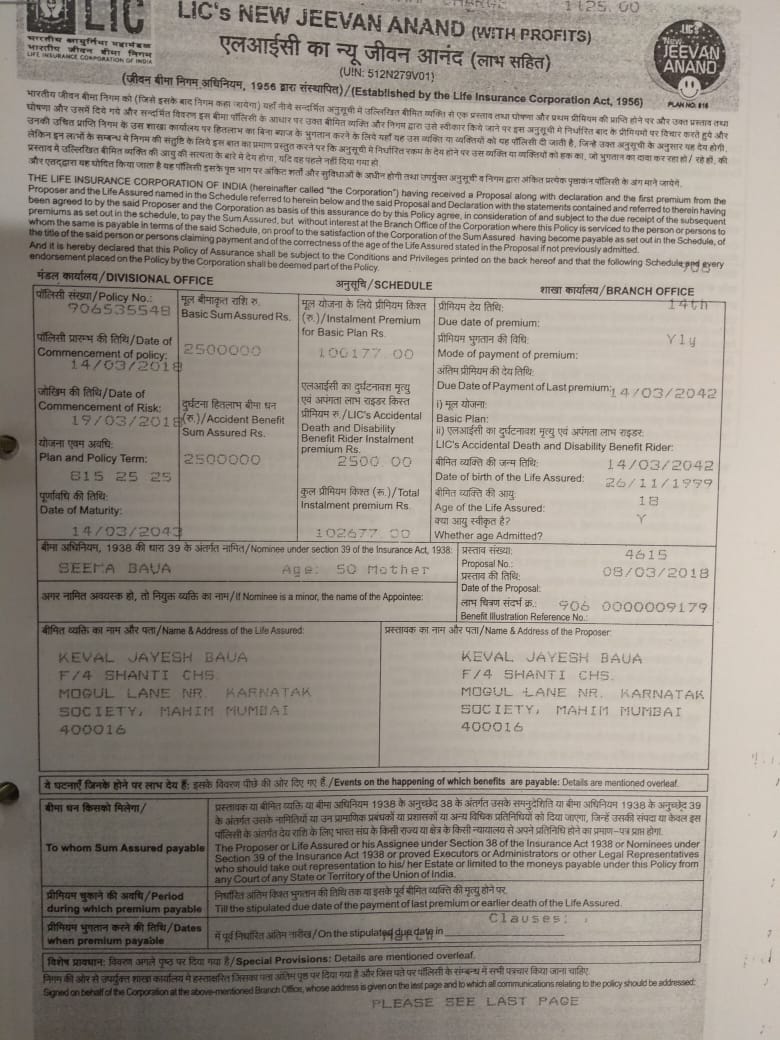 1125.00
LIC
भारतीय जीवन बीमा निगम
LIFE INSURANCE CORPORATION OF INDIA
LIC's NEW JEEVAN ANAND (WITH PROFITS)
एलआईसी का न्यू जीवन आनंद (लाभ सहित)
(UIN: 512N279V01)
(जीवन बीमा निगम अधिनियम, 1956 द्वारा संस्थापित)/(Established by the Life Insurance Corporation Act, 1956)
LIC's
JEEVAN
ANAND
PLAN NO. 815
THE LIFE INSURANCE CORPORATION OF INDIA (hereinafter called "the Corporation") having received a Proposal along with declaration and the first premium from the
Proposer and the Life Assured named in the Schedule referred to herein below and the said Proposal and Declaration with the statements contained and referred to therein having
been agreed to by the said Proposer and the Corporation as basis of this assurance do by this Policy agree, in consideration of and subject to the due receipt of the subsequent
premiums as set out in the schedule, to pay the Sum Assured, but without interest at the Branch Office of the Corporation where this Policy is serviced to the person or persons to
whom the same is payable in terms of the said Schedule, on proof to the satisfaction of the Corporation of the Sum Assured having become payable as set out in the Schedule, of
the title of the said person or persons claiming payment and of the correctness of the age of the Life Assured stated in the Proposal if not previously admitted.
And it is hereby declared that this Policy of Assurance shall be subject to the Conditions and Privileges printed on the back hereof and that the following Schedule and every
endorsement placed on the Policy by the Corporation shall be deemed part of the Policy.
908
मंडल कार्यालय/DIVISIONAL OFFICE
अनुसूचि/SCHEDULE
शाखा कार्यालय/BRANCH OFFICE
पॉलिसी संख्या/Policy No.:
906535548
पॉलिसी प्रारम्भ की तिथि/Date of
Commencement of policy:
14/03/2018
जोखिम की तिथि/Date of
Commencement of Risk:
19/03/2018
योजना एवम अवधि:
Plan and Policy Term:
815 25 25
पूर्णावधि की तिथि:
Date of Maturity:
14/03/2043
मूल बीमाकृत राशि रु.
Basic Sum Assured Rs.
2500000
दुर्घटना हितलाभ बीमा धन
(रु.)/Accident Benefit
Sum Assured Rs.
2500000
मूल योजना के लिये प्रीमियम किश्त
(रु.)/Instalment Premium
for Basic Plan Rs.
100177.00
एलआईसी का दुर्घटनावश मृत्यु
एवं अपंगता लाभ राइडर किस्त
प्रीमियम रु./LIC's Accidental
Death and Disability
Benefit Rider Instalment
premium Rs.
2500.00
कुल प्रीमियम किश्त (रु.)/Total
Instalment premium Rs.
102677.00
प्रीमियम देय तिथि:
14th
Due date of premium:
प्रीमियम भुगतान की विधि:
Yly
Mode of payment of premium:
अंतिम प्रीमियम की देय तिथि:
Due Date of Payment of Last premium:
14/03/2042
i) मूल योजना:
Basic Plan:
ii) एलआईसी का दुर्घटनावश मृत्यु एवं अपंगता लाभ राइडर:
LIC's Accidental Death and Disability Benefit Rider:
14/03/2042
बीमित व्यक्ति की जन्म तिथि:
Date of birth of the Life Assured:
26/11/1999
बीमित व्यक्ति की आयु:
18
Age of the Life Assured:
क्या आयु स्वीकृत है?
Y
Whether age Admitted?
बीमा अधिनियम, 1938 की धारा 39 के अंतर्गत नामित/Nominee under section 39 of the Insurance Act, 1938:
SEEMA BAUA Age: 50 Mother
अगर नामित अवयस्क हो, तो नियुक्त व्यक्ति का नाम/If Nominee is a minor, the name of the Appointee:
प्रस्ताव संख्या:
4615
Proposal No.:
प्रस्ताव की तिथि:
08/03/2018
Date of the Proposal:
लाभ चित्रण संदर्भ क्र.:
906 0000009179
Benefit Illustration Reference No.:
बीमित व्यक्ति का नाम और पता/Name & Address of the Life Assured:
KEVAL JAYESH BAUA
F/4 SHANTI CHS.
MOGUL LANE NR. KARNATAK
SOCIETY, MAHIM MUMBAI
400016
प्रस्तावक का नाम और पता/Name & Address of the Proposer:
KEVAL JAYESH BAUA
F/4 SHANTI CHS.
MOGUL LANE NR. KARNATAK
SOCIETY, MAHIM MUMBAI
400016
ये घटनाएँ जिनके होने पर लाभ देय हैं: इसके विवरण पीछे की ओर दिए गए हैं./Events on the happening of which benefits are payable: Details are mentioned overleaf.
बीमा धन किसको मिलेगा/
To whom Sum Assured payable
प्रस्तावक या बीमित व्यक्ति या बीमा अधिनियम 1938 के अनुच्छेद 38 के अंतर्गत उसके समनुदेशिति या बीमा अधिनियम 1938 के अनुच्छेद 39
के अंतर्गत उसके नामितियों या उन प्रामाणिक प्रबंधकों या प्रशासकों या अन्य विधिक प्रतिनिधियों को दिया जाएगा, जिन्हें उसकी संपदा या केवल इस
पॉलिसी के अंतर्गत देय राशि के लिए भारत संघ के किसी राज्य या क्षेत्र के किसी न्यायालय से अपने प्रतिनिधि होने का प्रमाण-पत्र प्राप्त होगा.
The Proposer or Life Assured or his Assignee under Section 38 of the Insurance Act 1938 or Nominees under
Section 39 of the Insurance Act 1938 or proved Executors or Administrators or other Legal Representatives
who should take out representation to his/ her Estate or limited to the moneys payable under this Policy from
any Court of any State or Territory of the Union of India.
प्रीमियम चुकाने की अवधि/Period
during which premium payable
निर्धारित अंतिम किश्त भुगतान की तिथि तक या इसके पूर्व बीमित व्यक्ति की मृत्यु होने पर.
Till the stipulated due date of the payment of last premium or earlier death of the Life Assured.
प्रीमियम भुगतान करने की तिथि/Dates
when premium payable
Clauses:
में पूर्व निर्धारित अंतिम तारीख/On the stipulated due date in
March
विशेष प्रावधान: विवरण अगले पृष्ठ पर दिया गया है/Special Provisions: Details are mentioned overleaf.
निगम की ओर से उपर्युक्त शाखा कार्यालय में हस्ताक्षरित जिसका पता अंतिम पृष्ठ पर दिया गया है और जिस पते पर पॉलिसी के संबन्ध में सभी पत्राचार किया जाना चाहिए
Signed on behalf of the Corporation at the above-mentioned Branch Office, whose address is given on the last page and to which all communications relating to the policy should be addressed:
PLEASE SEE LAST PAGE